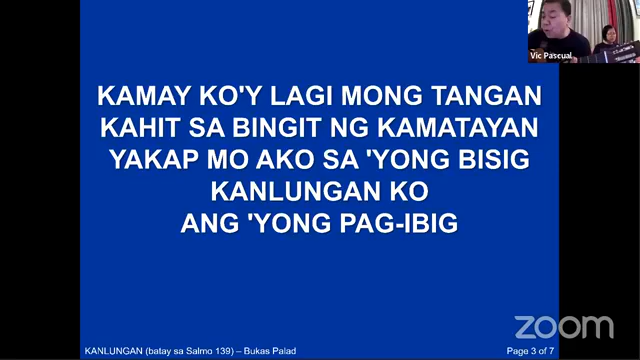 Vic Pascual
KAMAY KO'Y LAGI MONG TANGAN
KAHIT SA BINGIT NG KAMATAYAN
YAKAP MO AKO SA 'YONG BISIG
KANLUNGAN KO
ANG 'YONG PAG-IBIG
zoom
KANLUNGAN (batay sa Salmo 139) – Bukas Palad
Page 3 of 7